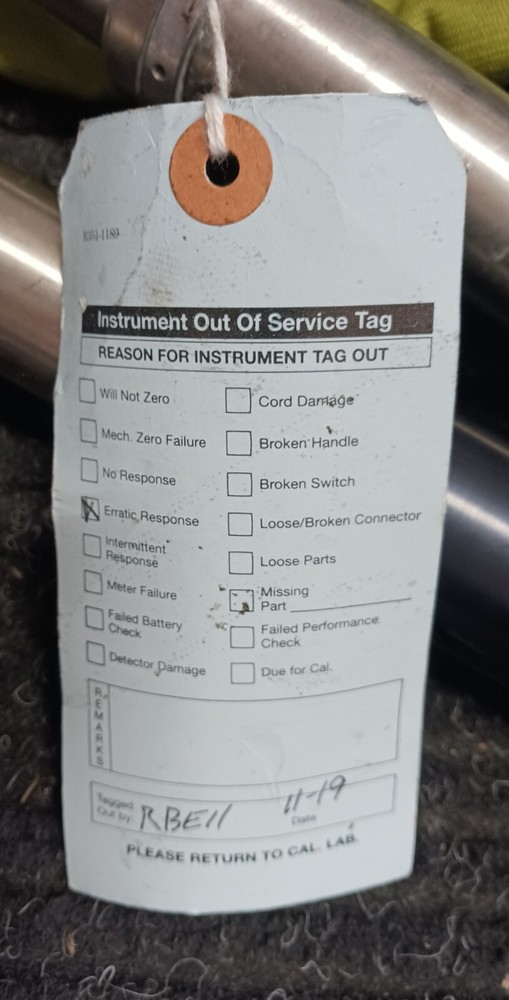 Instrument Out Of Service Tag
REASON FOR INSTRUMENT TAG OUT
Will Not Zero
Mech. Zero Failure
No Response
Erratic Response
Intermittent
Response
Meter Failure
Failed Battery
Check
Detector Damage
Cord Damage
Broken Handle
Broken Switch
Loose/Broken Connector
Loose Parts
Missing
Part
Failed Performance
Check
Due for Cal.
REMARKS
Tagged
Out by: RBEll
11-19
Date
PLEASE RETURN TO CAL. LAB.